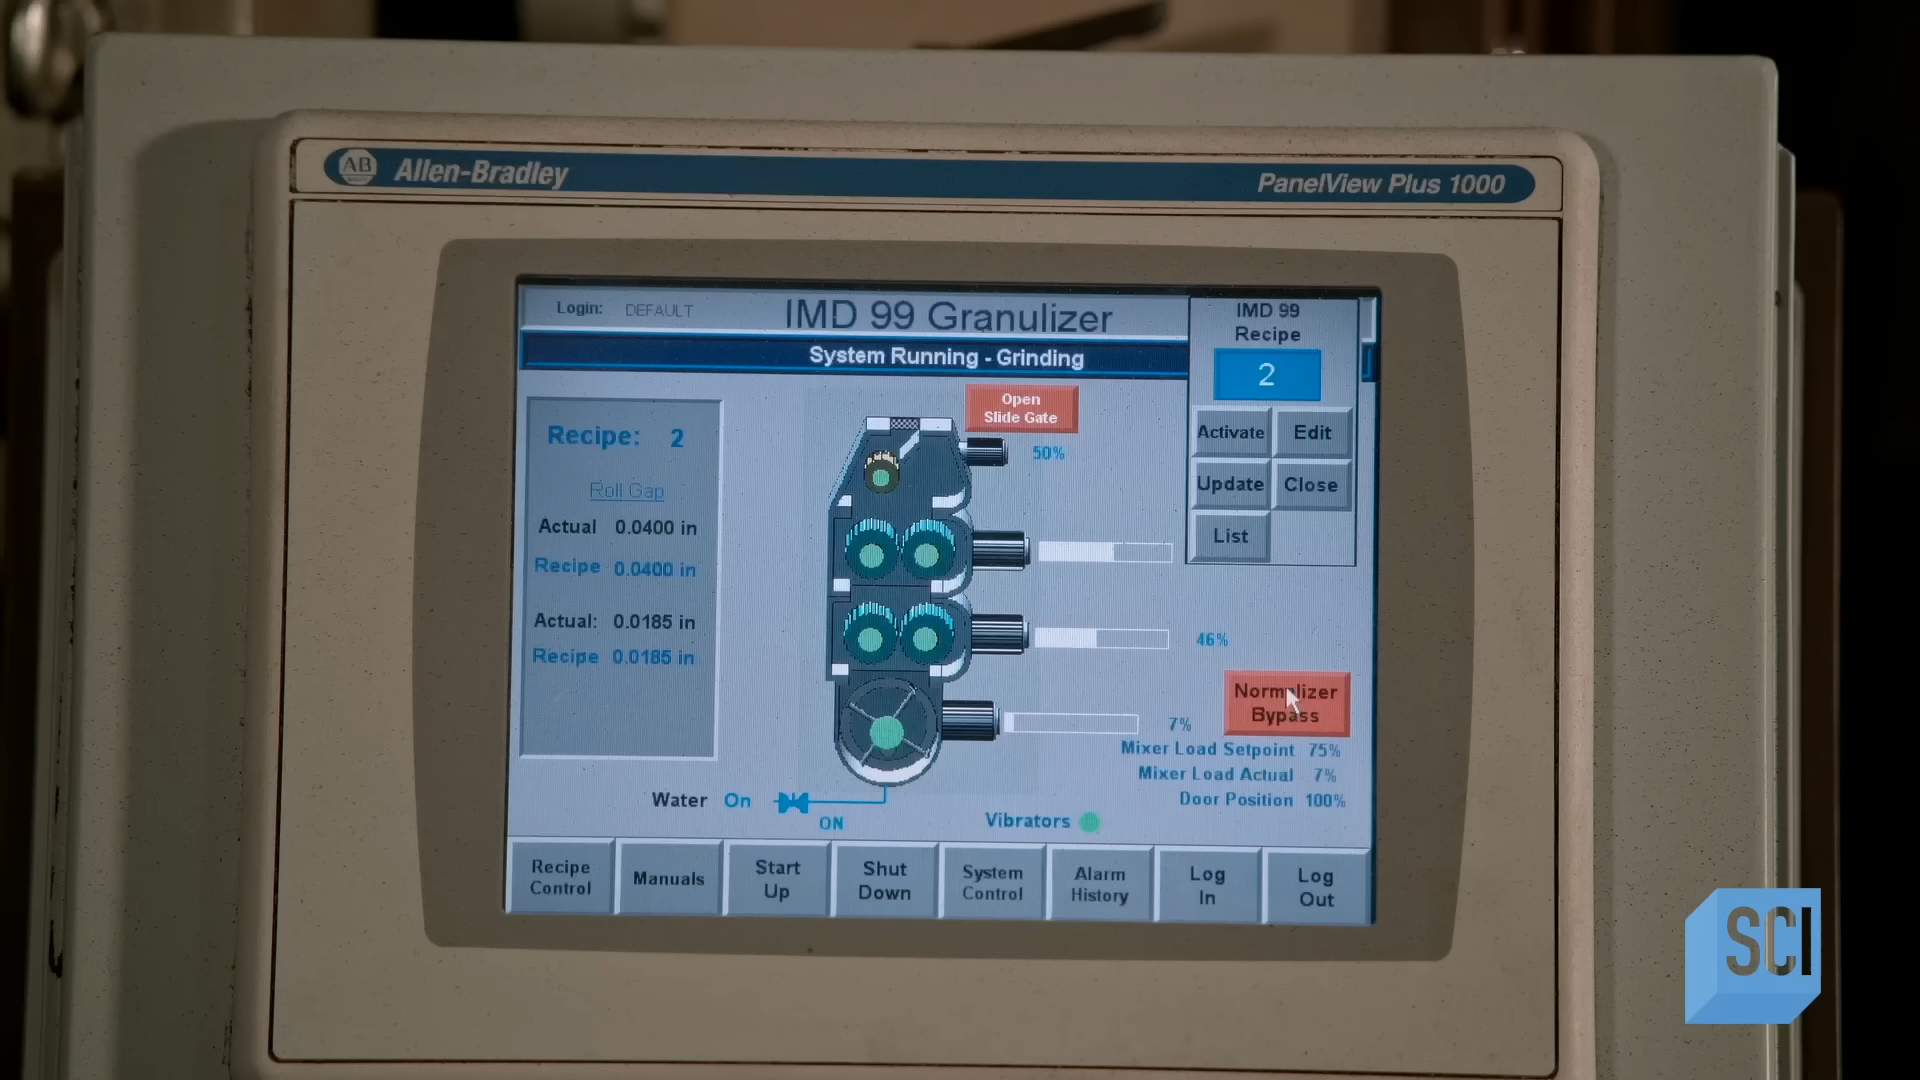 AB Allen-Bradley
PanelView Plus 1000
Login: DEFAULT
IMD 99 Granulizer
System Running - Grinding
IMD 99
Recipe
2
Activate
Edit
Update
Close
List
Recipe: 2
Roll Gap
Actual 0.0400 in
Recipe 0.0400 in
Actual: 0.0185 in
Recipe 0.0185 in
Open
Slide Gate
50%
46%
7%
Normalizer
Bypass
Mixer Load Setpoint 75%
Mixer Load Actual 7%
Door Position 100%
Water On
ON
Vibrators
Recipe
Control
Manuals
Start
Up
Shut
Down
System
Control
Alarm
History
Log
In
Log
Out
SCI